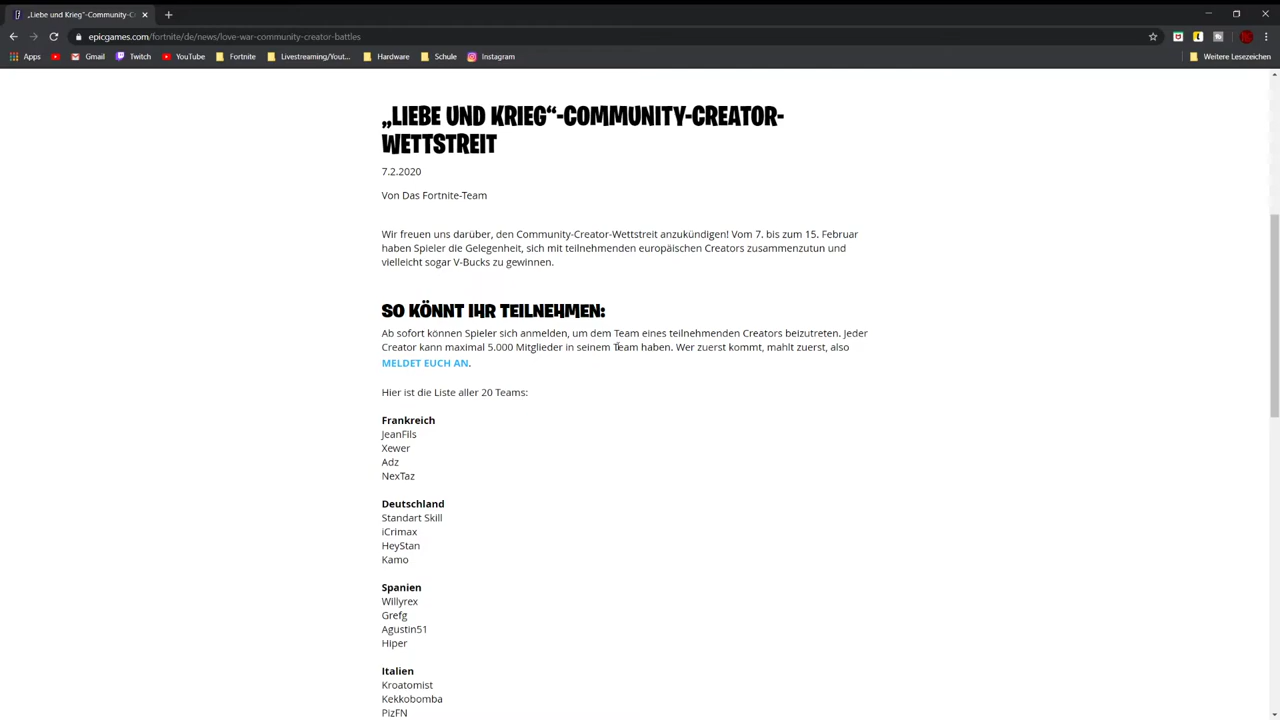 „Liebe und Krieg“-Community-C
epicgames.com/fortnite/de/news/love-war-community-creator-battles
Apps Gmail Twitch YouTube Fortnite Livestreaming/Yout... Hardware Schule Instagram Weitere Lesezeichen
„LIEBE UND KRIEG“-COMMUNITY-CREATOR-
WETTSTREIT
7.2.2020
Von Das Fortnite-Team
Wir freuen uns darüber, den Community-Creator-Wettstreit anzukündigen! Vom 7. bis zum 15. Februar
haben Spieler die Gelegenheit, sich mit teilnehmenden europäischen Creators zusammenzutun und
vielleicht sogar V-Bucks zu gewinnen.
SO KÖNNT IHR TEILNEHMEN:
Ab sofort können Spieler sich anmelden, um dem Team eines teilnehmenden Creators beizutreten. Jeder
Creator kann maximal 5.000 Mitglieder in seinem Team haben. Wer zuerst kommt, mahlt zuerst, also
MELDET EUCH AN.
Hier ist die Liste aller 20 Teams:
Frankreich
JeanFils
Xewer
Adz
NexTaz
Deutschland
Standart Skill
iCrimax
HeyStan
Kamo
Spanien
Willyrex
Grefg
Agustin51
Hiper
Italien
Kroatomist
Kekkobomba
PizFN